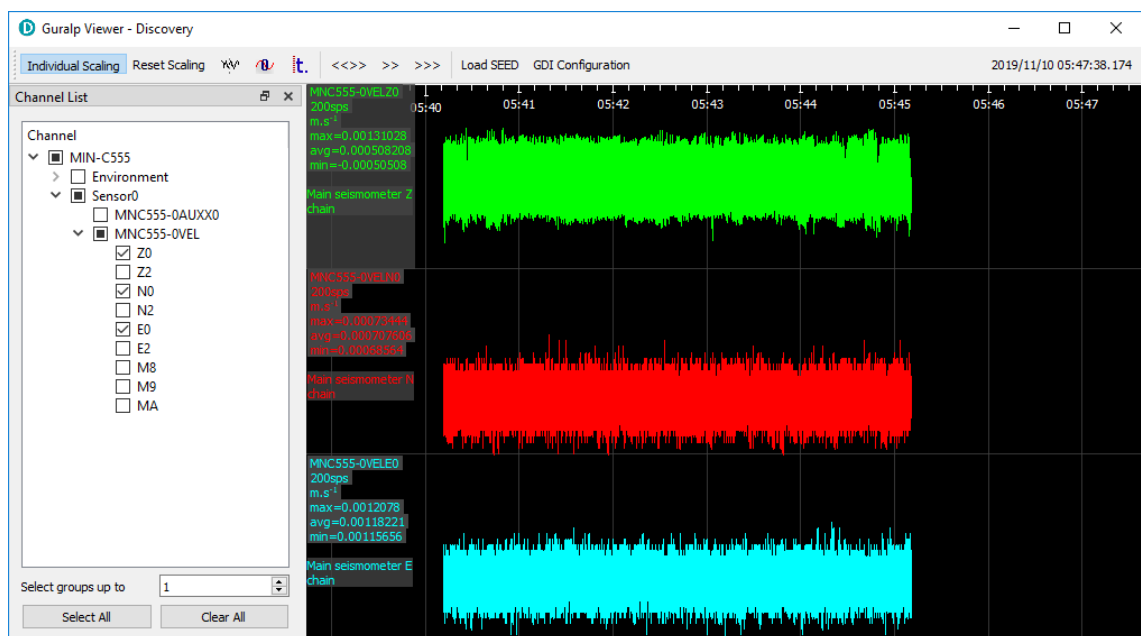 Guralp Viewer - Discovery
Individual Scaling Reset Scaling t. <<>> >> >>> Load SEED GDI Configuration 2019/11/10 05:47:38.174
Channel List
Channel
MIN-C555
Environment
Sensor0
MNC555-0AUXX0
MNC555-0VEL
Z0
Z2
N0
N2
E0
E2
M8
M9
MA
Select groups up to 1
Select All Clear All
05:40 05:41 05:42 05:43 05:44 05:45 05:46 05:47
MNC555-0VELZ0
200sps
m.s⁻¹
max=0.00131028
avg=0.000508208
min=-0.00050508
Main seismometer Z
chain
MNC555-0VELN0
200sps
m.s⁻¹
max=0.00073444
avg=0.000707606
min=0.00068564
Main seismometer N
chain
MNC555-0VELE0
200sps
m.s⁻¹
max=0.0012078
avg=0.00118221
min=0.00115656
Main seismometer E
chain